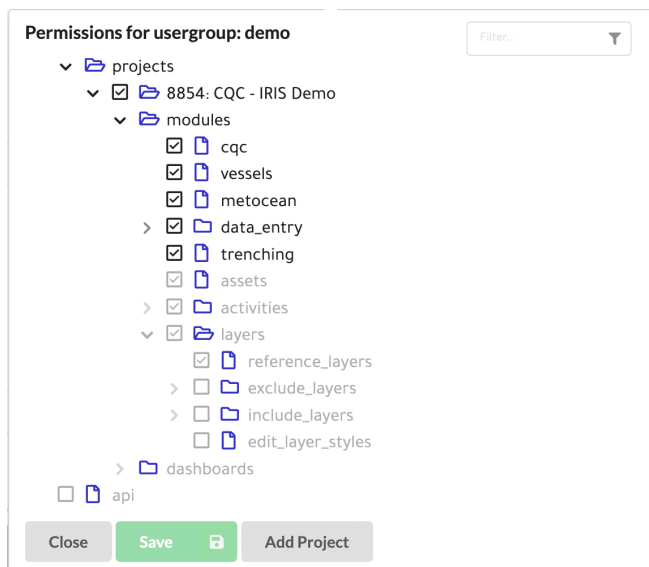 Permissions for usergroup: demo
Filter...
projects
8854: CQC - IRIS Demo
modules
cqc
vessels
metocean
data_entry
trenching
assets
activities
layers
reference_layers
exclude_layers
include_layers
edit_layer_styles
dashboards
api
Close Save Add Project